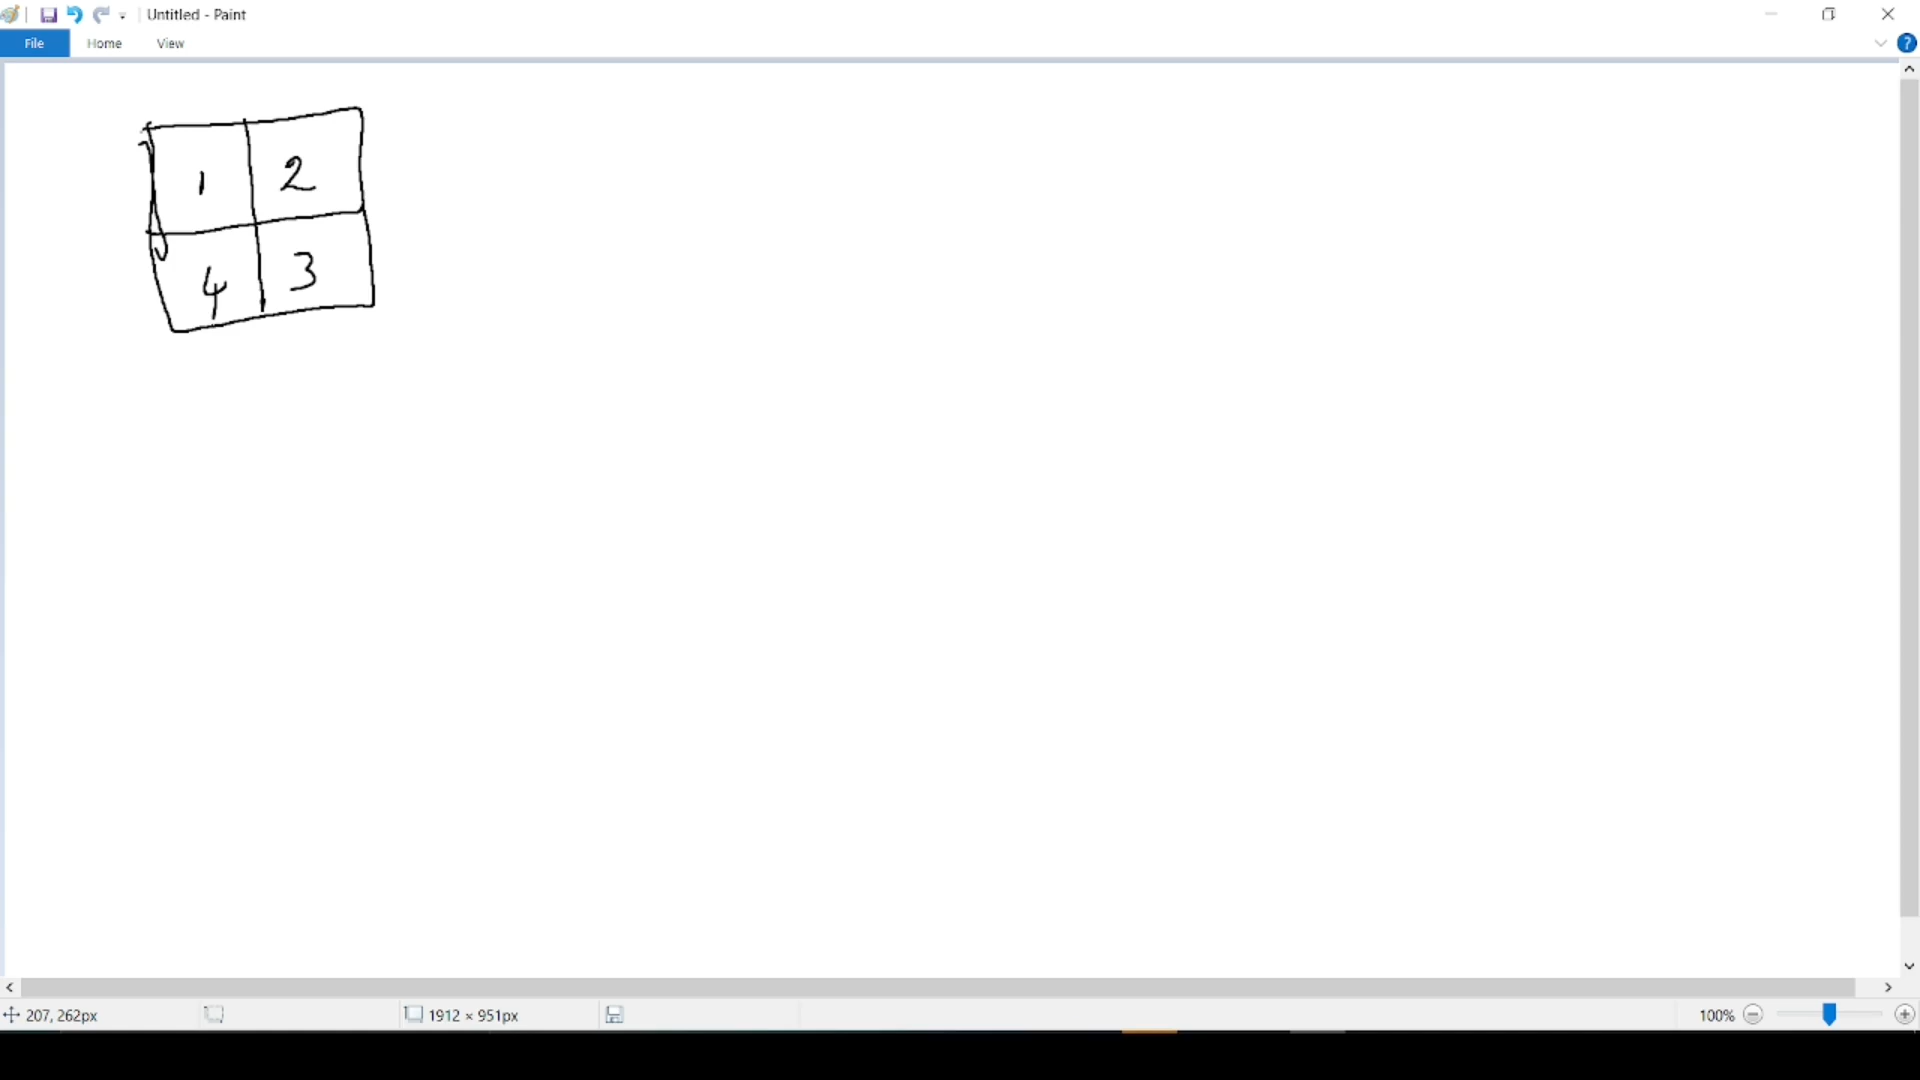 Untitled - Paint
File Home View
1 2
4 3
207, 262px 1912 × 951px 100%